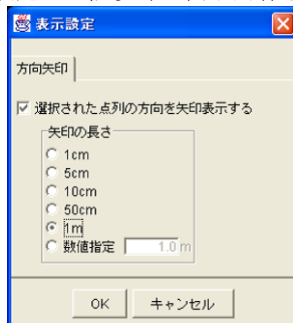 表示設定
方向矢印
選択された点列の方向を矢印表示する
矢印の長さ
1cm
5cm
10cm
50cm
1m
数値指定 1.0 m
OK キャンセル